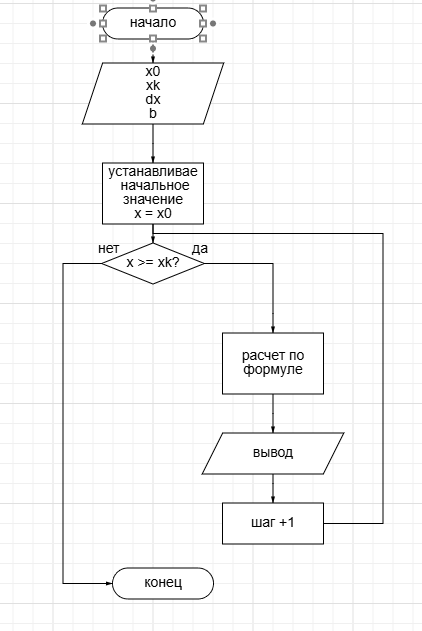 начало
x0
xk
dx
b
устанавливае
начальное
значение
x = x0
нет
да
x >= xk?
расчет по
формуле
вывод
шаг +1
конец